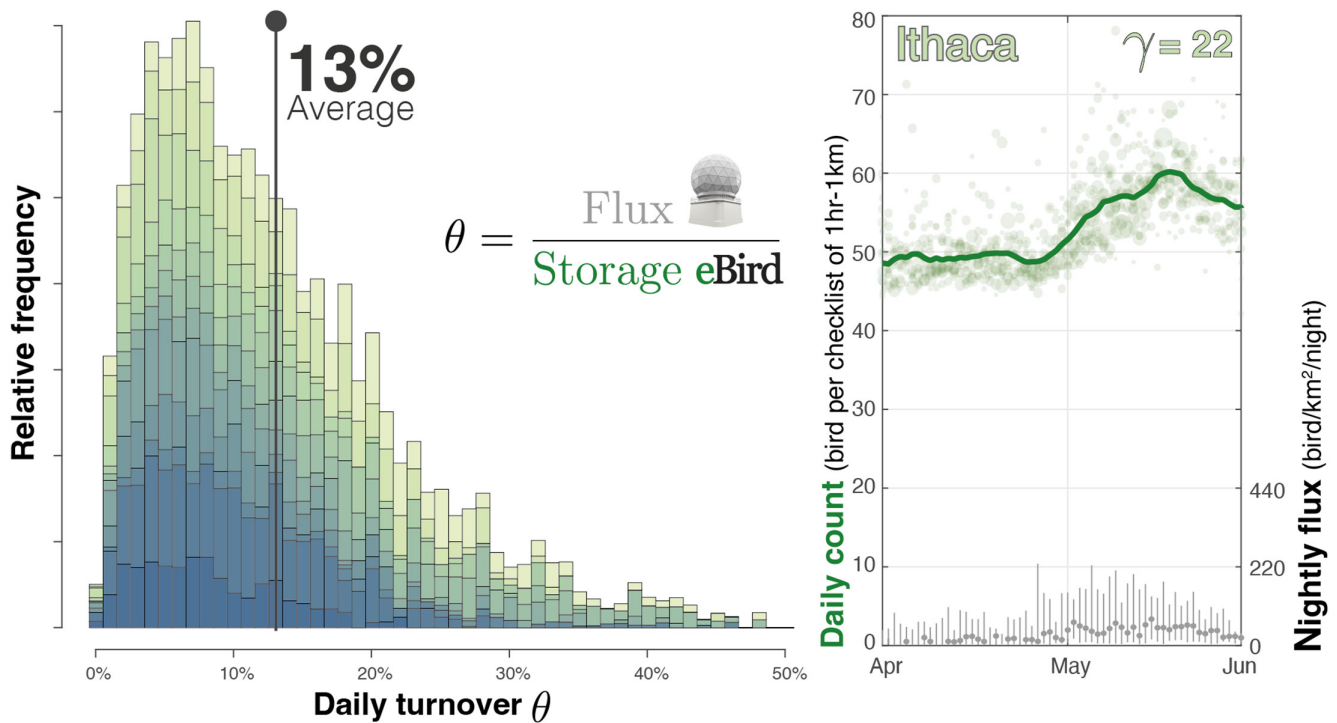 13%
Average
θ = Flux / Storage eBird
Relative frequency
0% 10% 20% 30% 40% 50%
Daily turnover θ
Ithaca γ = 22
80
70
60
50
40
30
20
10
0
Daily count (bird per checklist of 1hr-1km)
440
220
0
Nightly flux (bird/km²/night)
Apr May Jun